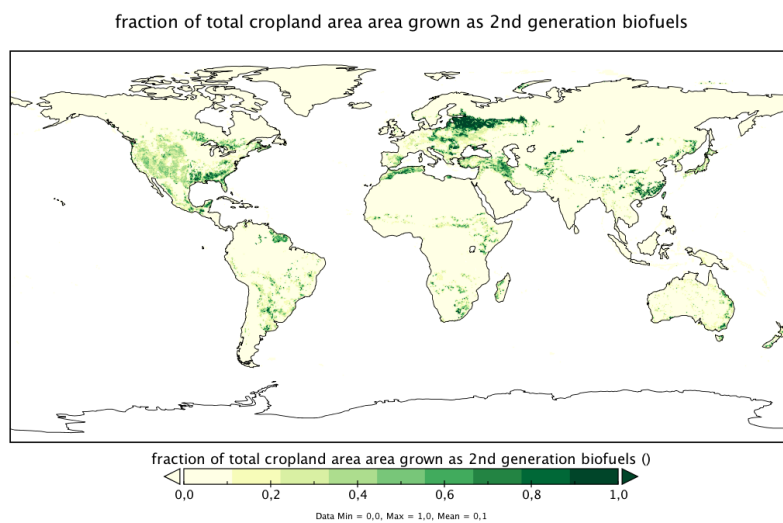 fraction of total cropland area area grown as 2nd generation biofuels
fraction of total cropland area area grown as 2nd generation biofuels ()
0,0 0,2 0,4 0,6 0,8 1,0
Data Min = 0,0, Max = 1,0, Mean = 0,1